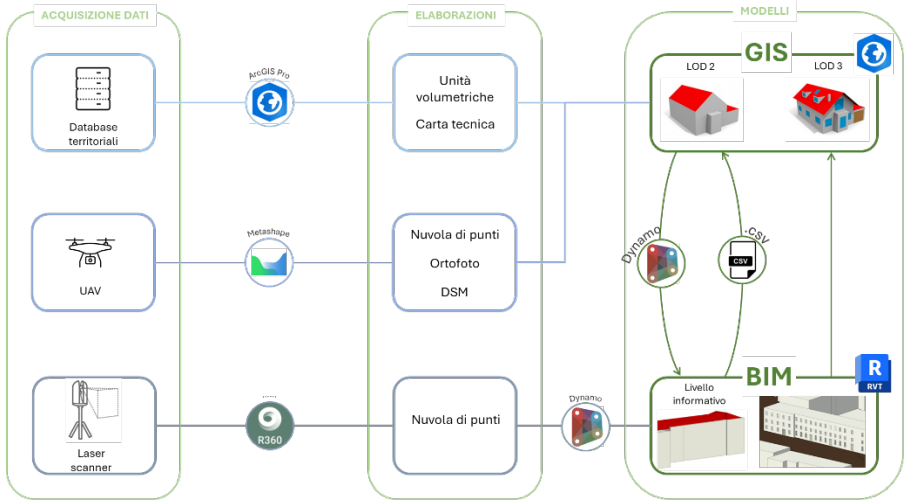 ACQUISIZIONE DATI
ELABORAZIONI
MODELLI
Database
territoriali
ArcGIS Pro
Unità
volumetriche
Carta tecnica
GIS
LOD 2
LOD 3
UAV
Metashape
Nuvola di punti
Ortofoto
DSM
Dynamo
.CSV
CSV
Laser
scanner
R360
Nuvola di punti
Dynamo
BIM
R
RVT
Livello
informativo